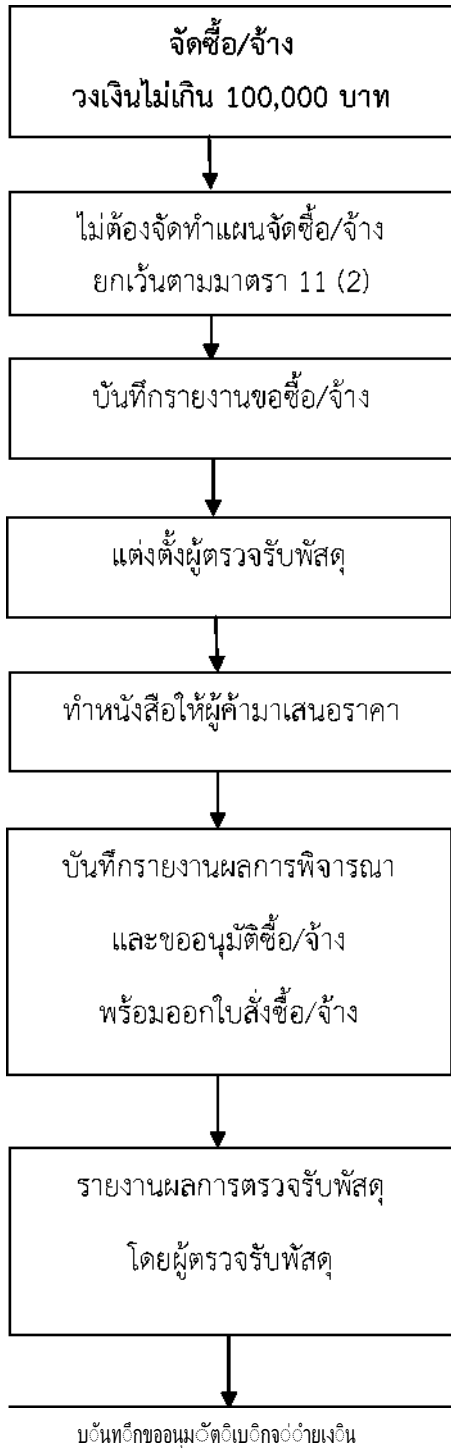 จัดซื้อ/จ้าง
วงเงินไม่เกิน 100,000 บาท
ไม่ต้องจัดทำแผนจัดซื้อ/จ้าง
ยกเว้นตามมาตรา 11 (2)
บันทึกรายงานขอซื้อ/จ้าง
แต่งตั้งผู้ตรวจรับพัสดุ
ทำหนังสือให้ผู้ค้ามาเสนอราคา
บันทึกรายงานผลการพิจารณา
และขออนุมัติซื้อ/จ้าง
พร้อมออกใบสั่งซื้อ/จ้าง
รายงานผลการตรวจรับพัสดุ
โดยผู้ตรวจรับพัสดุ
บันทึกขออนุมัติเบิกจ่ายเงิน